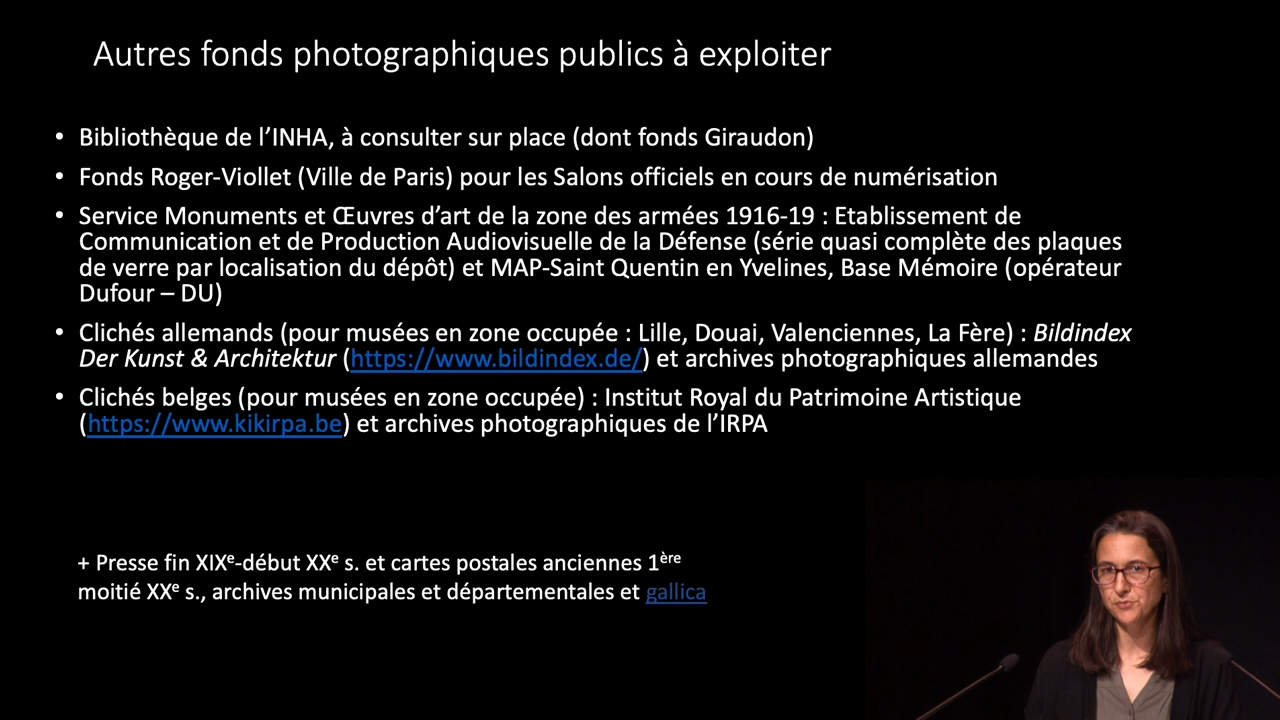 Autres fonds photographiques publics à exploiter
• Bibliothèque de l’INHA, à consulter sur place (dont fonds Giraudon)
• Fonds Roger-Viollet (Ville de Paris) pour les Salons officiels en cours de numérisation
• Service Monuments et Œuvres d’art de la zone des armées 1916-19 : Etablissement de
Communication et de Production Audiovisuelle de la Défense (série quasi complète des plaques
de verre par localisation du dépôt) et MAP-Saint Quentin en Yvelines, Base Mémoire (opérateur
Dufour – DU)
• Clichés allemands (pour musées en zone occupée : Lille, Douai, Valenciennes, La Fère) : Bildindex
Der Kunst & Architektur (https://www.bildindex.de/) et archives photographiques allemandes
• Clichés belges (pour musées en zone occupée) : Institut Royal du Patrimoine Artistique
(https://www.kikirpa.be) et archives photographiques de l’IRPA
+ Presse fin XIXe-début XXe s. et cartes postales anciennes 1ère
moitié XXe s., archives municipales et départementales et gallica